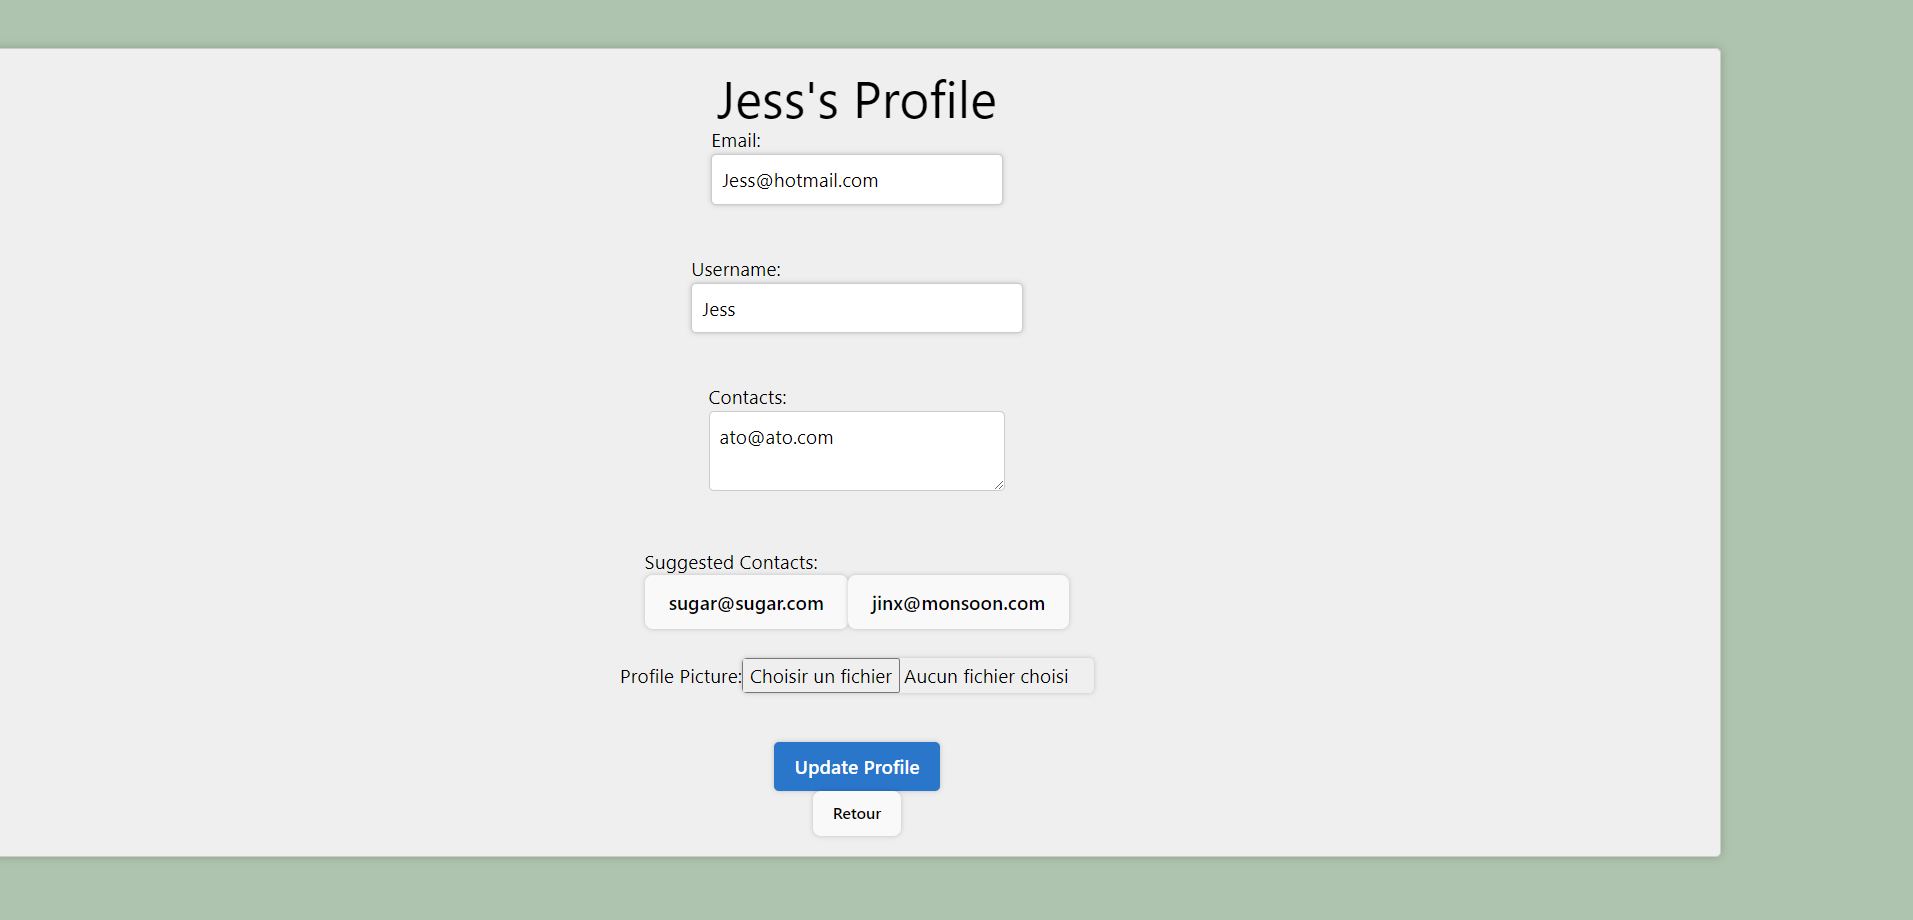 Jess's Profile
Email:
Jess@hotmail.com
Username:
Jess
Contacts:
ato@ato.com
Suggested Contacts:
sugar@sugar.com jinx@monsoon.com
Profile Picture: Choisir un fichier Aucun fichier choisi
Update Profile
Retour